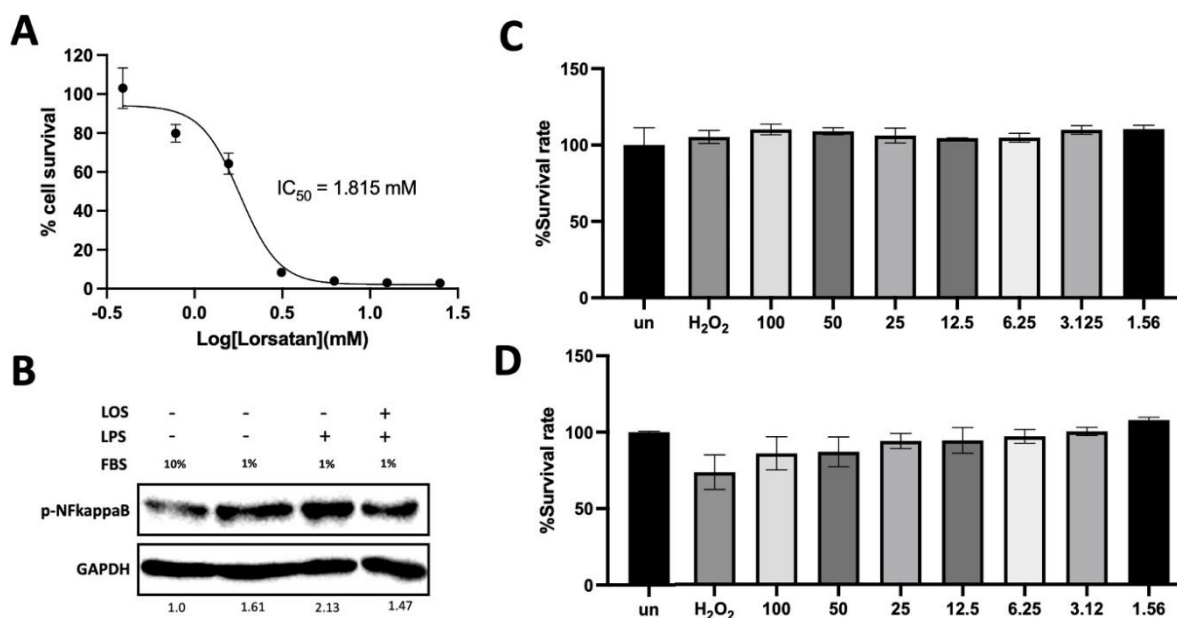 A
120
100
80
60
40
20
0
% cell survival
IC50 = 1.815 mM
-0.5 0.0 0.5 1.0 1.5
Log[Lorsatan](mM)
B
LOS - - - +
LPS - - + +
FBS 10% 1% 1% 1%
p-NFkappaB
GAPDH
1.0 1.61 2.13 1.47
C
150
100
50
0
%Survival rate
un H2O2 100 50 25 12.5 6.25 3.125 1.56
D
150
100
50
0
%Survival rate
un H2O2 100 50 25 12.5 6.25 3.12 1.56